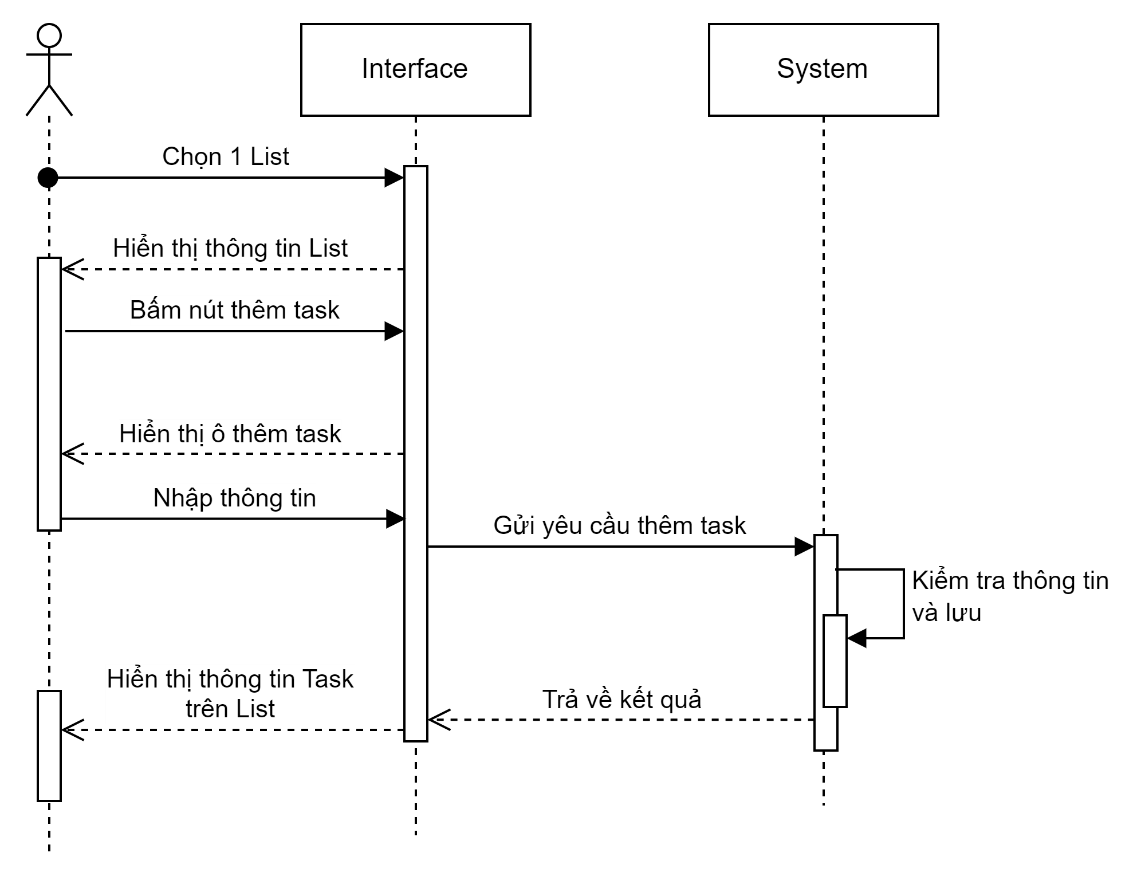 Interface
System
Chọn 1 List
Hiển thị thông tin List
Bấm nút thêm task
Hiển thị ô thêm task
Nhập thông tin
Gửi yêu cầu thêm task
Kiểm tra thông tin
và lưu
Hiển thị thông tin Task
trên List
Trả về kết quả